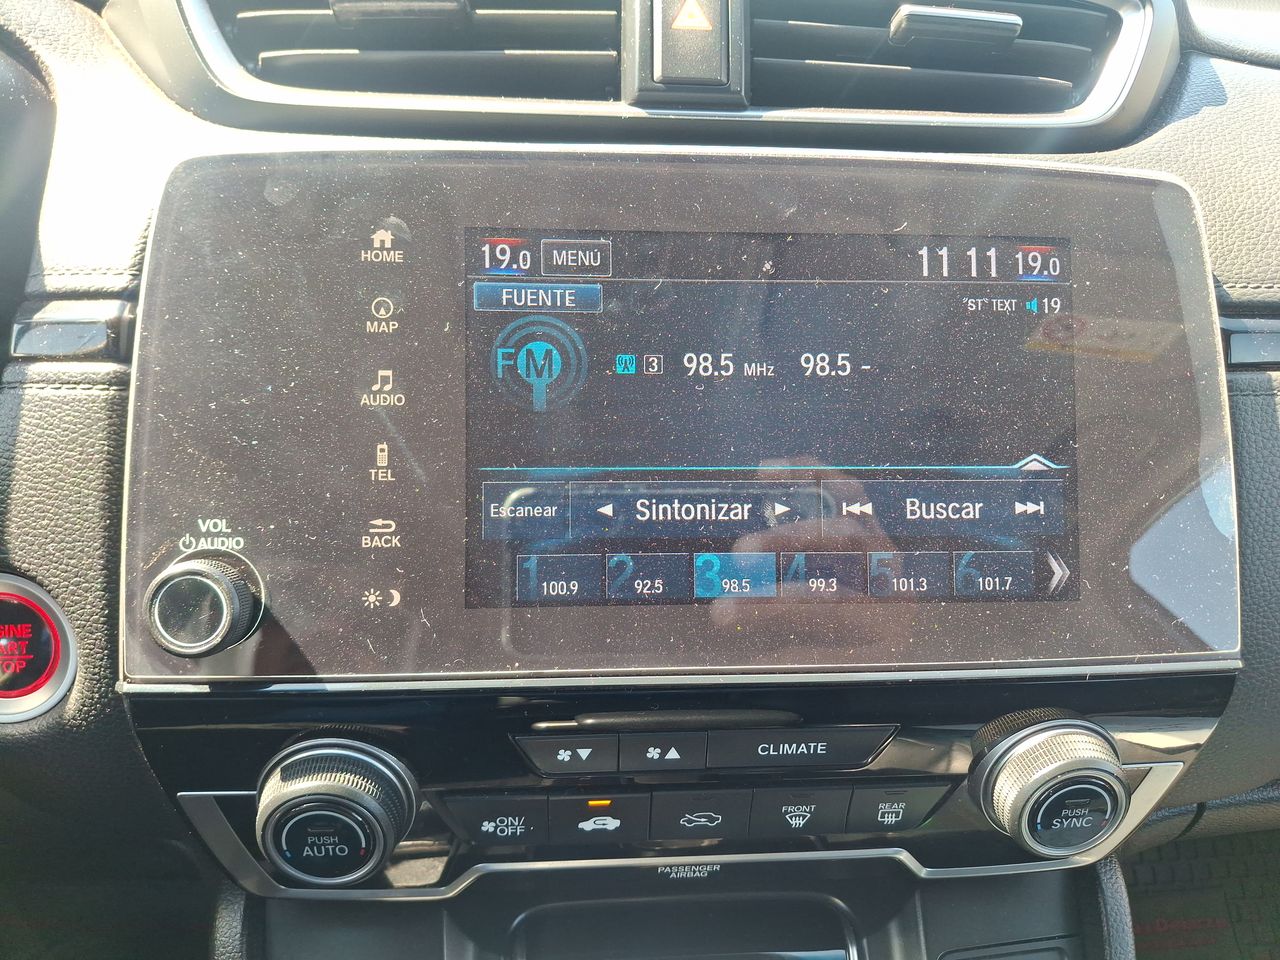 19.0 MENÚ 11 11 19.0
FUENTE
"ST" TEXT 19
FM 3 98.5 MHz 98.5 -
Escanear Sintonizar Buscar
1 100.9 2 92.5 3 98.5 4 99.3 5 101.3 6 101.7
HOME
MAP
AUDIO
TEL
BACK
VOL
AUDIO
CLIMATE
PUSH
AUTO
ON/
OFF
FRONT
REAR
PUSH
SYNC
PASSENGER
AIRBAG